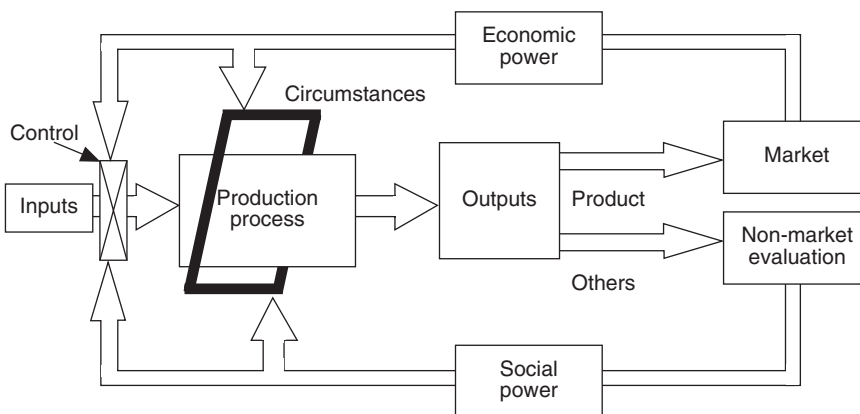 Economic
power
Circumstances
Control
Market
Inputs
Production
process
Outputs
Product
Non-market
evaluation
Others
Social
power